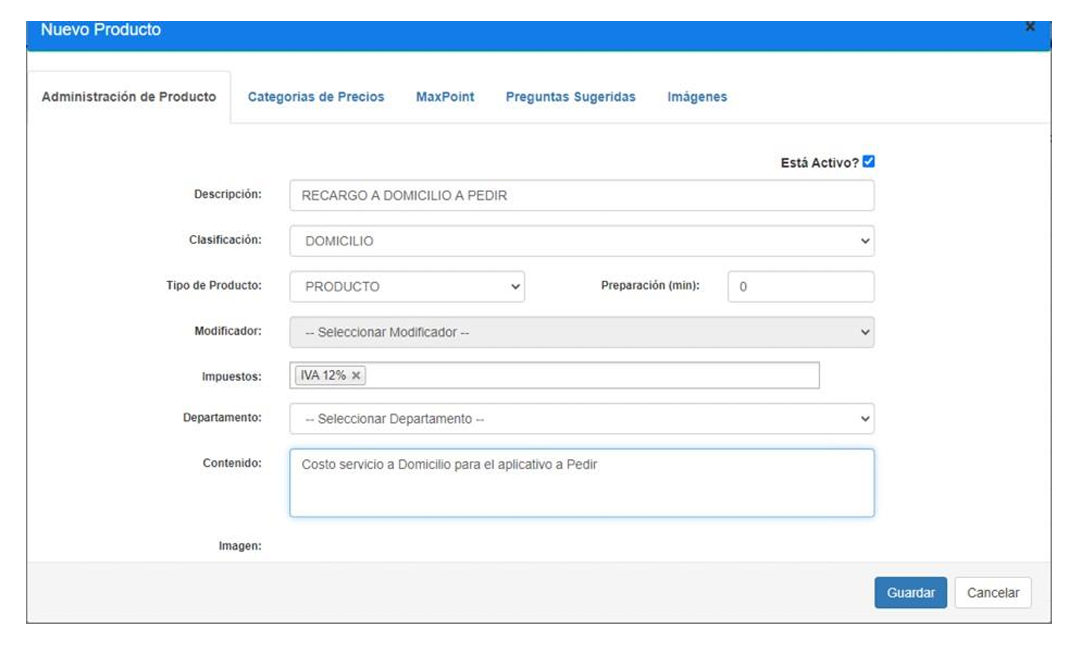 Nuevo Producto ×
Administración de Producto Categorias de Precios MaxPoint Preguntas Sugeridas Imágenes
Está Activo?
Descripción: RECARGO A DOMICILIO A PEDIR
Clasificación: DOMICILIO
Tipo de Producto: PRODUCTO Preparación (min): 0
Modificador: -- Seleccionar Modificador --
Impuestos: IVA 12% ×
Departamento: -- Seleccionar Departamento --
Contenido: Costo servicio a Domicilio para el aplicativo a Pedir
Imagen:
Guardar Cancelar